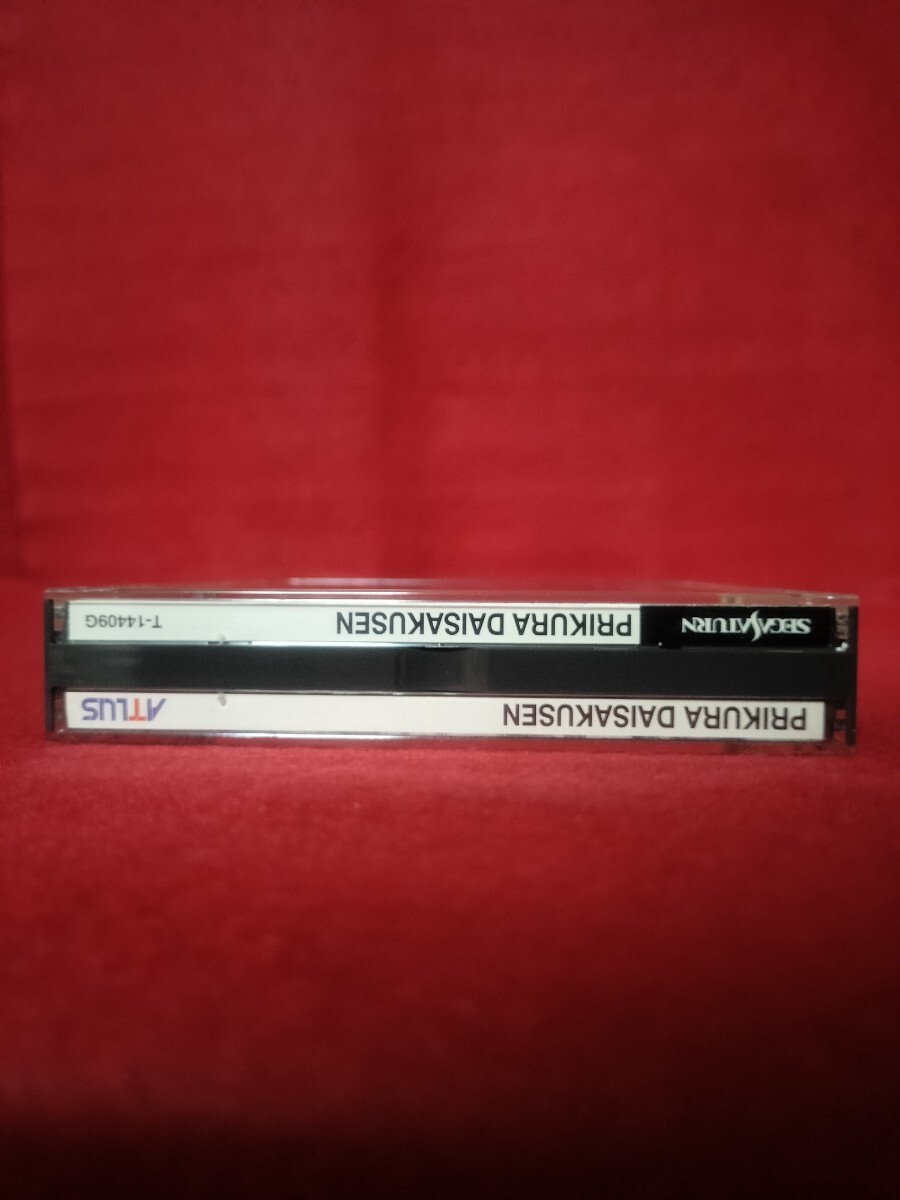 PRIKURA DAISAKUSEN ATLUS
SEGA SATURN PRIKURA DAISAKUSEN T-14409G